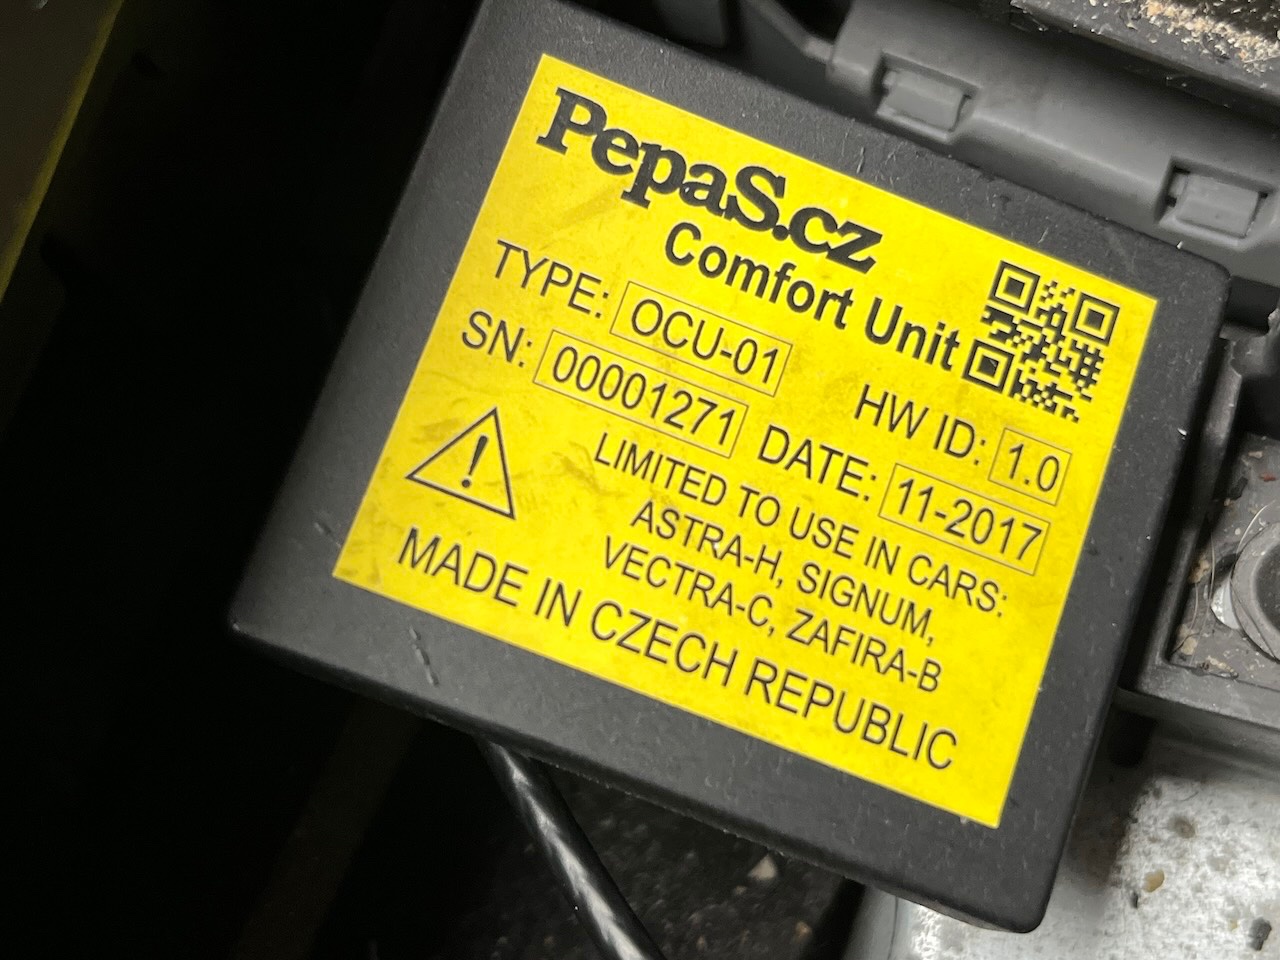 PepaS.cz
Comfort Unit
TYPE: OCU-01 HW ID: 1.0
SN: 00001271 DATE: 11-2017
LIMITED TO USE IN CARS:
ASTRA-H, SIGNUM,
VECTRA-C, ZAFIRA-B
MADE IN CZECH REPUBLIC